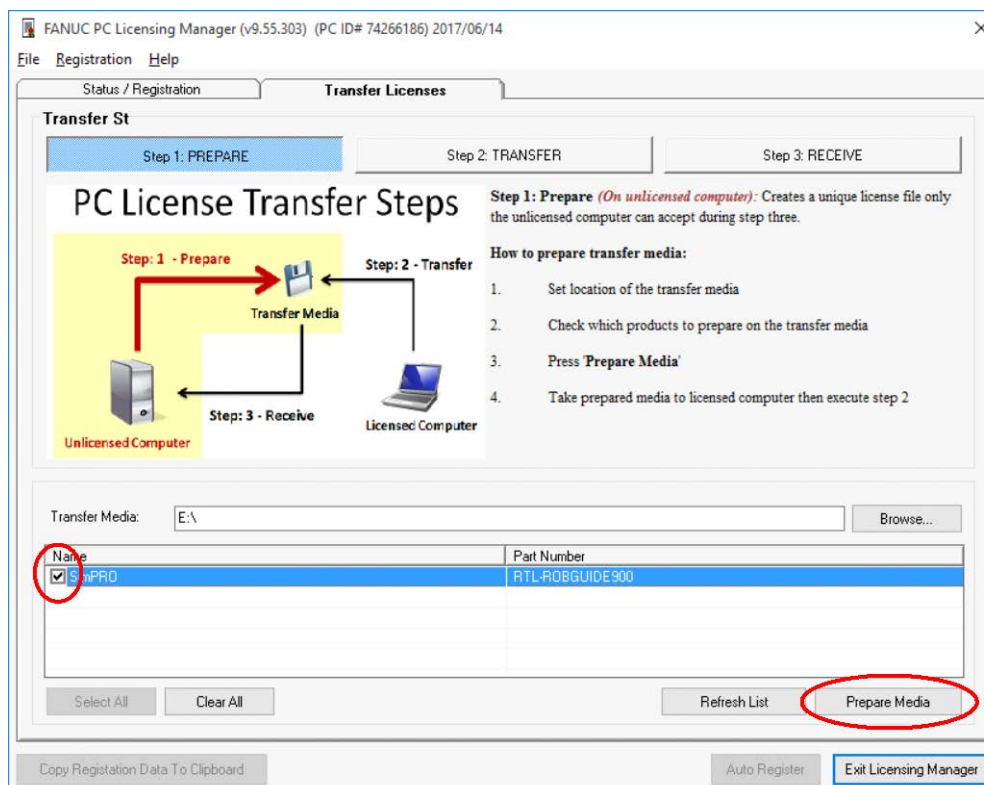 FANUC PC Licensing Manager (v9.55.303) (PC ID# 74266186) 2017/06/14
File Registration Help
Status / Registration
Transfer Licenses
Transfer St
Step 1: PREPARE
Step 2: TRANSFER
Step 3: RECEIVE
PC License Transfer Steps
Step: 1 - Prepare
Step: 2 - Transfer
Transfer Media
Step: 3 - Receive
Licensed Computer
Unlicensed Computer
Step 1: Prepare (On unlicensed computer): Creates a unique license file only
the unlicensed computer can accept during step three.
How to prepare transfer media:
1. Set location of the transfer media
2. Check which products to prepare on the transfer media
3. Press 'Prepare Media'
4. Take prepared media to licensed computer then execute step 2
Transfer Media: E:\ Browse...
Name Part Number
SimPRO RTL-ROBGUIDE900
Select All Clear All Refresh List Prepare Media
Copy Registation Data To Clipboard Auto Register Exit Licensing Manager